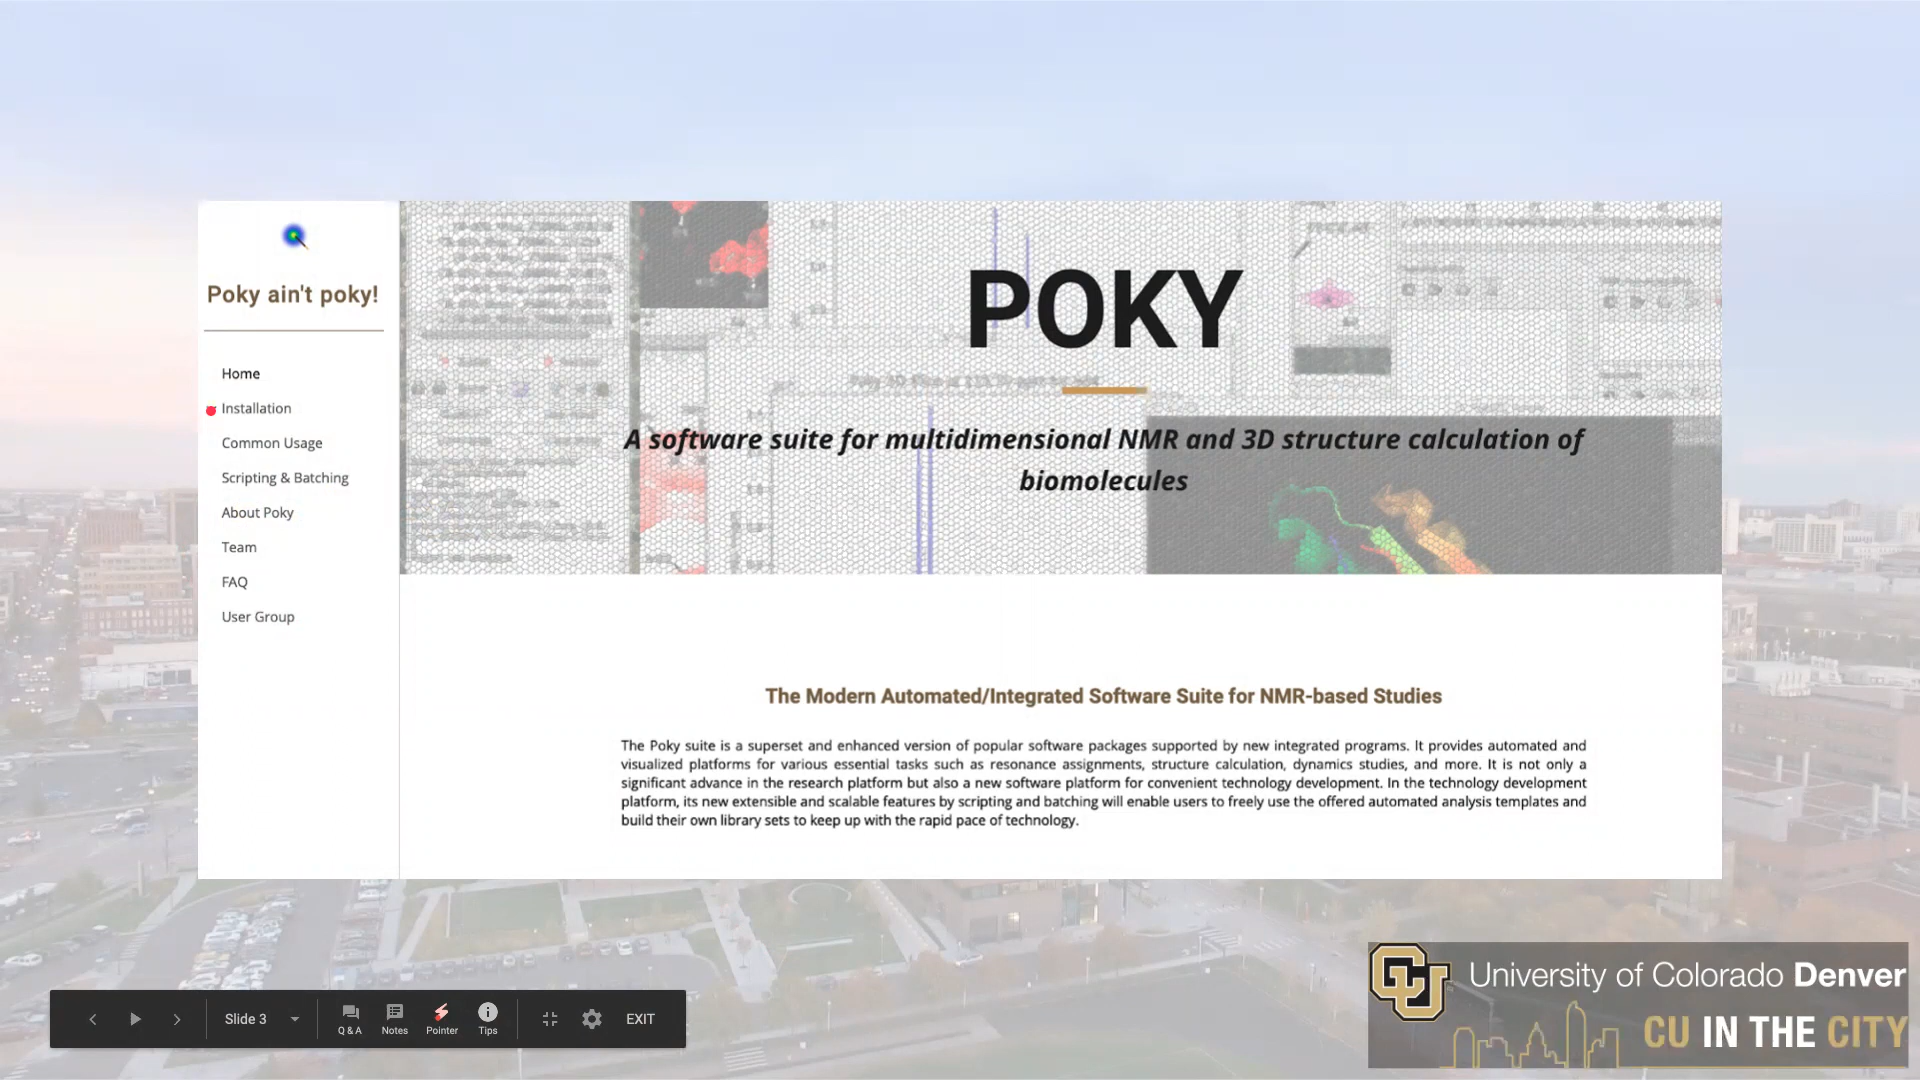 Poky ain't poky!
Home
Installation
Common Usage
Scripting & Batching
About Poky
Team
FAQ
User Group
POKY
A software suite for multidimensional NMR and 3D structure calculation of
biomolecules
The Modern Automated/Integrated Software Suite for NMR-based Studies
The Poky suite is a superset and enhanced version of popular software packages supported by new integrated programs. It provides automated and
visualized platforms for various essential tasks such as resonance assignments, structure calculation, dynamics studies, and more. It is not only a
significant advance in the research platform but also a new software platform for convenient technology development. In the technology development
platform, its new extensible and scalable features by scripting and batching will enable users to freely use the offered automated analysis templates and
build their own library sets to keep up with the rapid pace of technology.
Slide 3
Q & A
Notes
Pointer
Tips
EXIT
CU
University of Colorado Denver
CU IN THE CITY